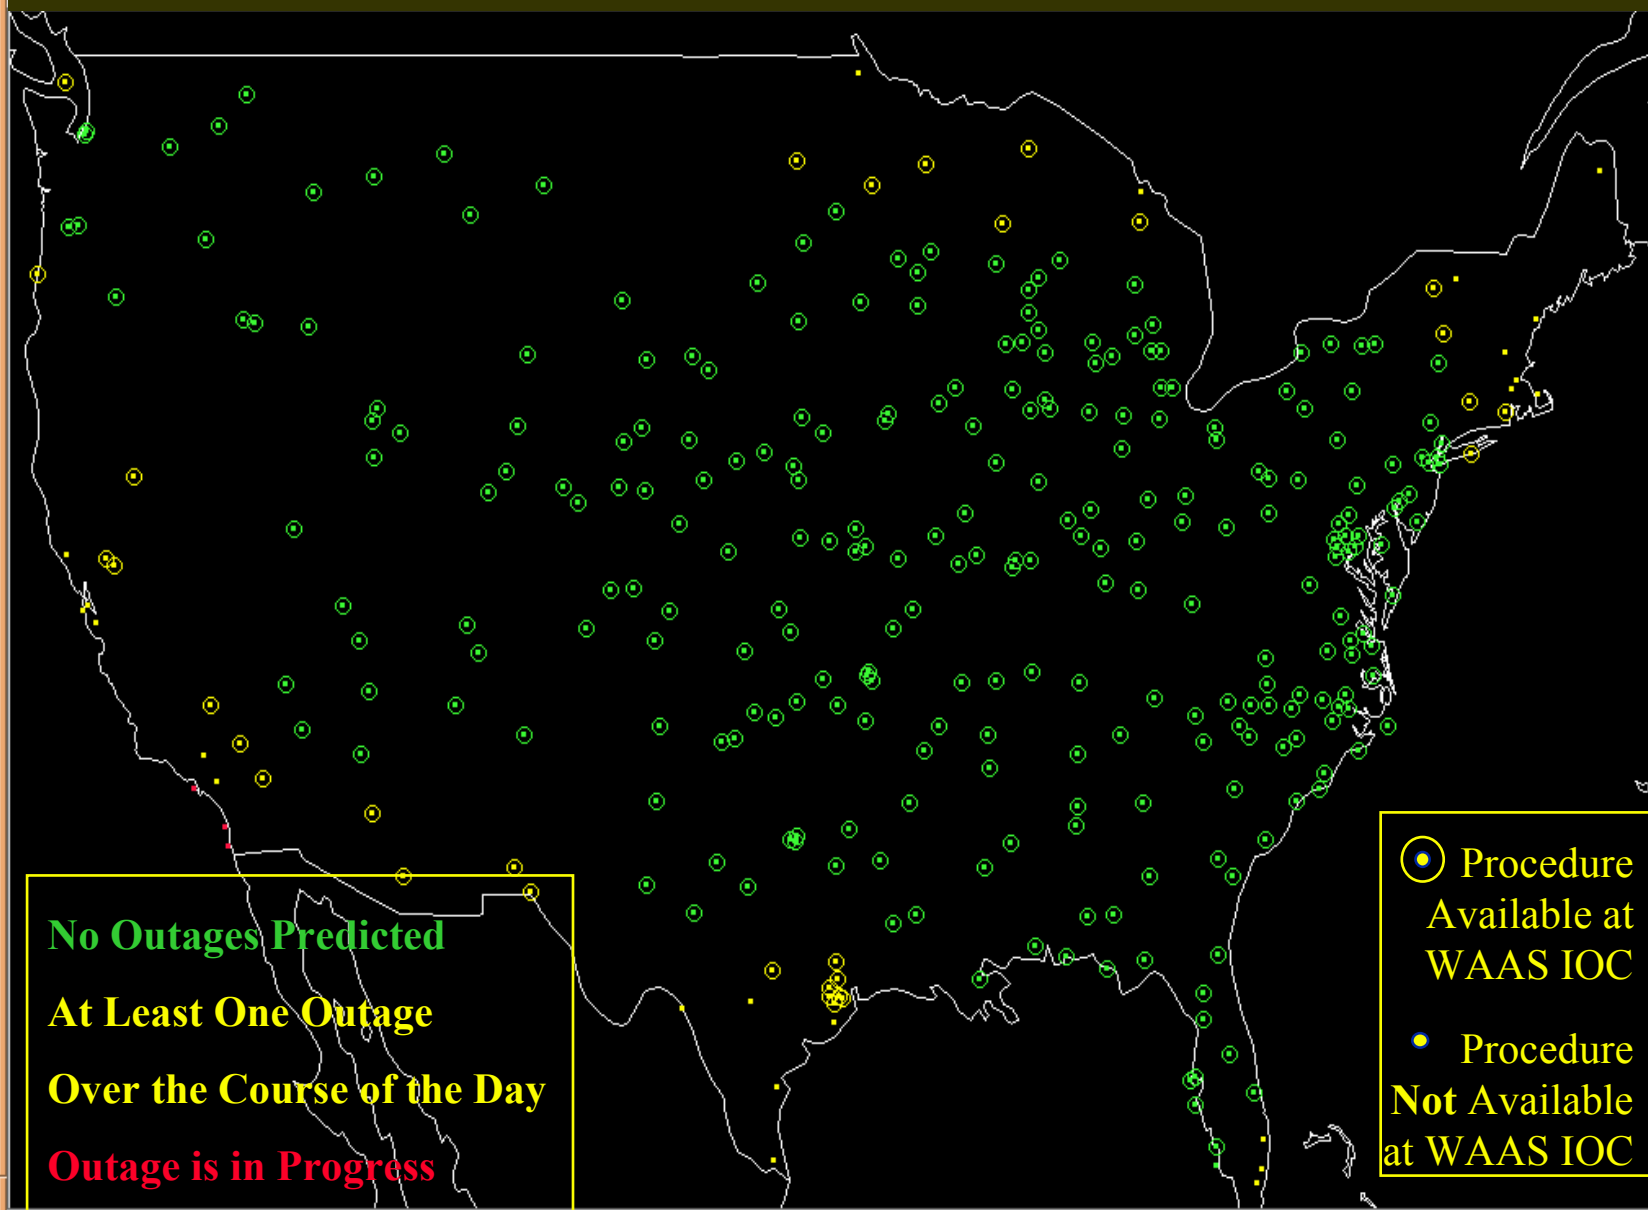 No Outages Predicted
At Least One Outage
Over the Course of the Day
Outage is in Progress
Procedure
Available at
WAAS IOC
Procedure
Not Available
at WAAS IOC